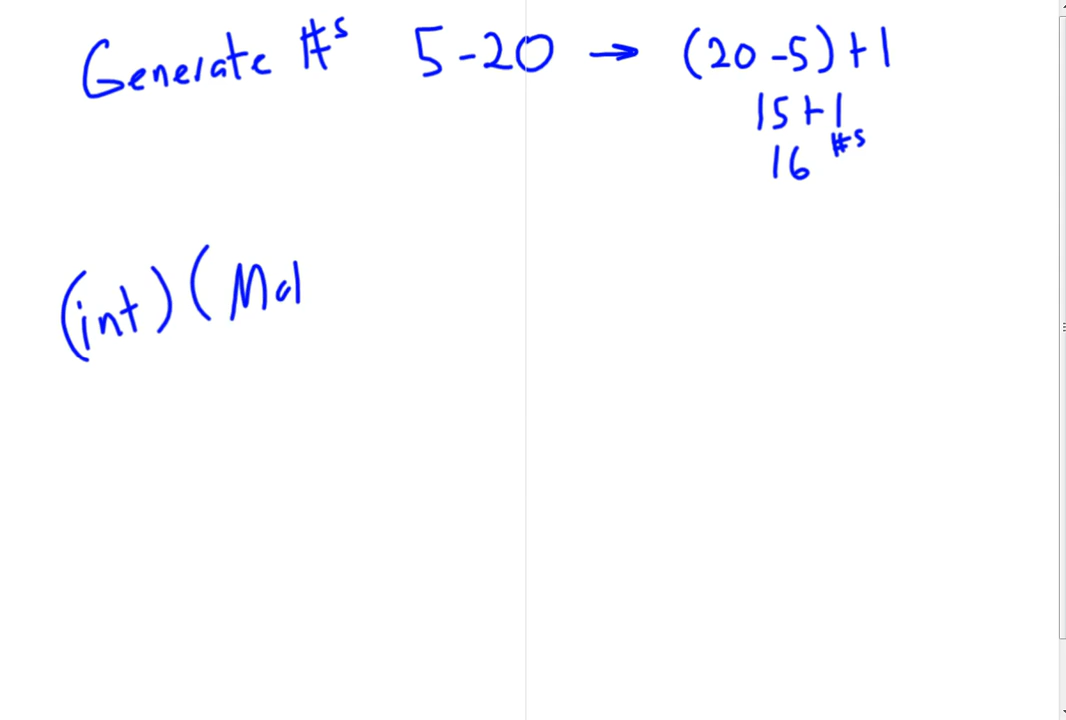 Generate #s 5-20 → (20-5)+1
15+1
16 #s
(int)(Ma